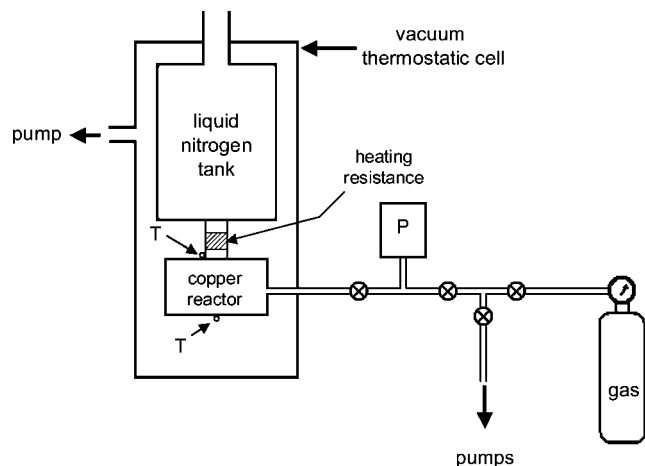 vacuum
thermostatic cell
pump
liquid
nitrogen
tank
heating
resistance
T
P
copper
reactor
T
gas
pumps